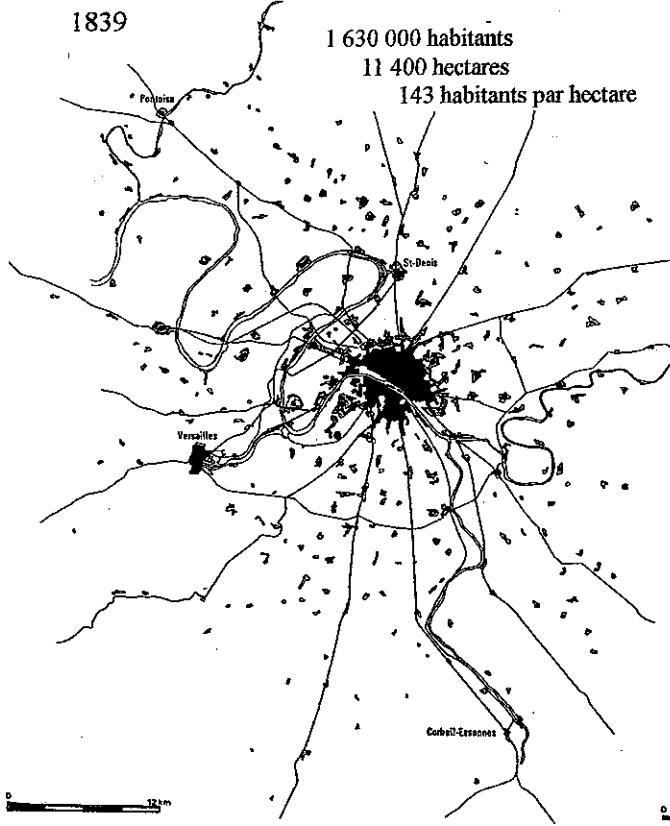 1839
1 630 000 habitants
11 400 hectares
143 habitants par hectare
Pontoise
St-Denis
Versailles
Corbeil-Essonnes
0 12 km
0